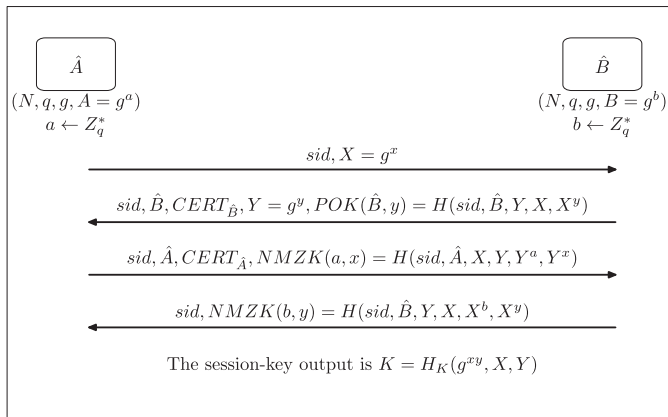 Â
B̂
(N, q, g, A = g^a)
(N, q, g, B = g^b)
a ← Z_q^*
b ← Z_q^*
sid, X = g^x
sid, B̂, CERT_B̂, Y = g^y, POK(B̂, y) = H(sid, B̂, Y, X, X^y)
sid, Â, CERT_Â, NMZK(a, x) = H(sid, Â, X, Y, Y^a, Y^x)
sid, NMZK(b, y) = H(sid, B̂, Y, X, X^b, X^y)
The session-key output is K = H_K(g^{xy}, X, Y)